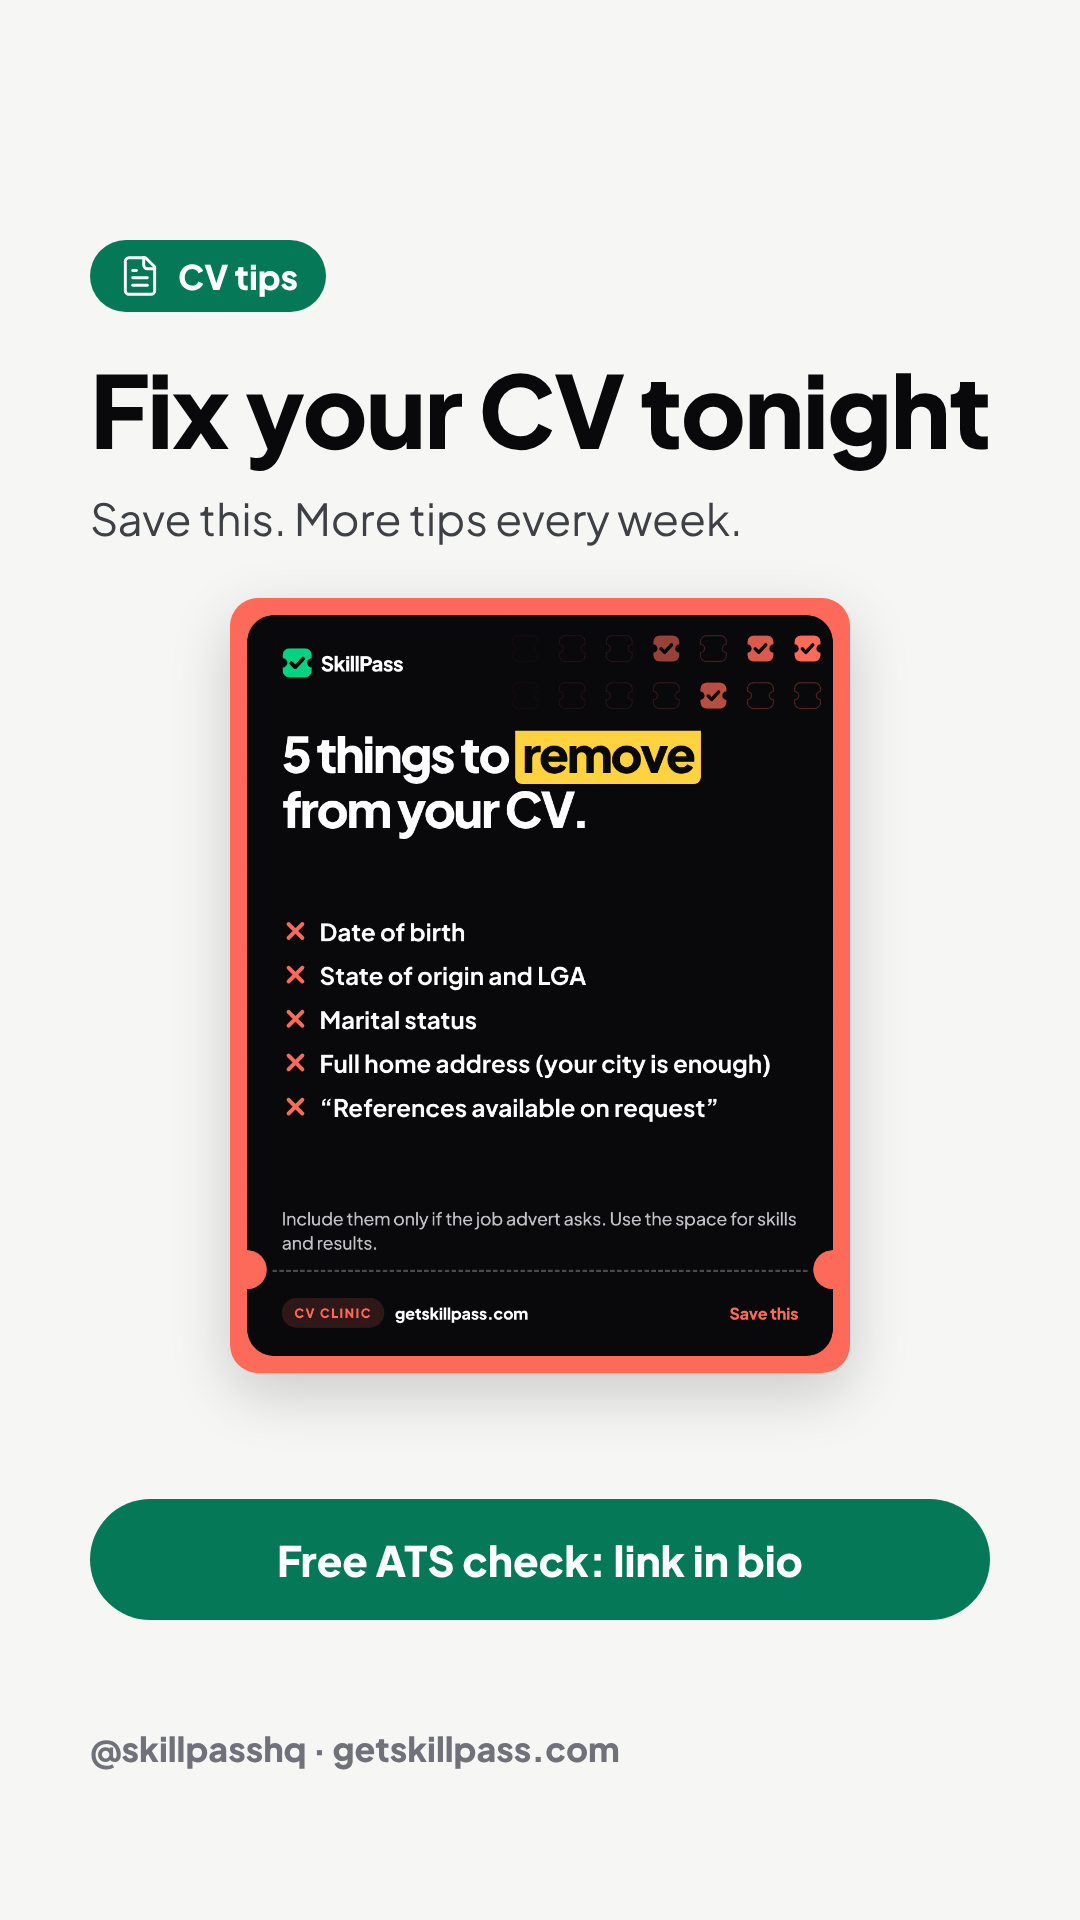 CV tips
Fix your CV tonight
Save this. More tips every week.
SkillPass
5 things to remove
from your CV.
Date of birth
State of origin and LGA
Marital status
Full home address (your city is enough)
“References available on request”
Include them only if the job advert asks. Use the space for skills
and results.
CV CLINIC getskillpass.com Save this
Free ATS check: link in bio
@skillpasshq · getskillpass.com